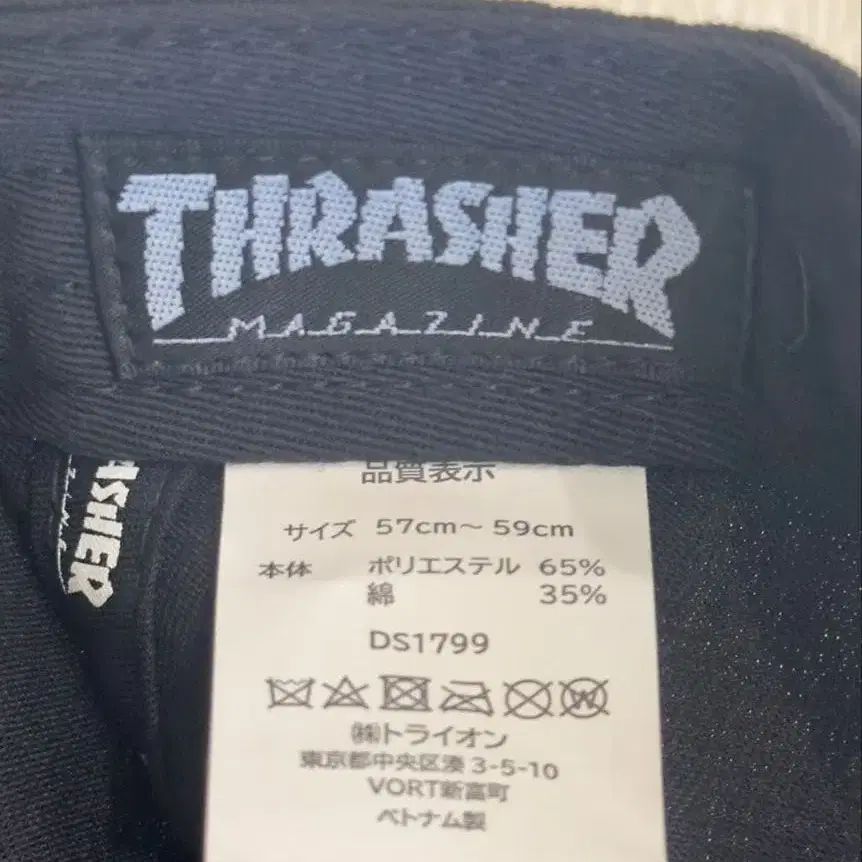 THRASHER
MAGAZINE
ASHER
ZINE
品質表示
サイズ 57cm～59cm
本体 ポリエステル 65%
綿 35%
DS1799
㈱トライオン
東京都中央区湊 3-5-10
VORT新富町
ベトナム製